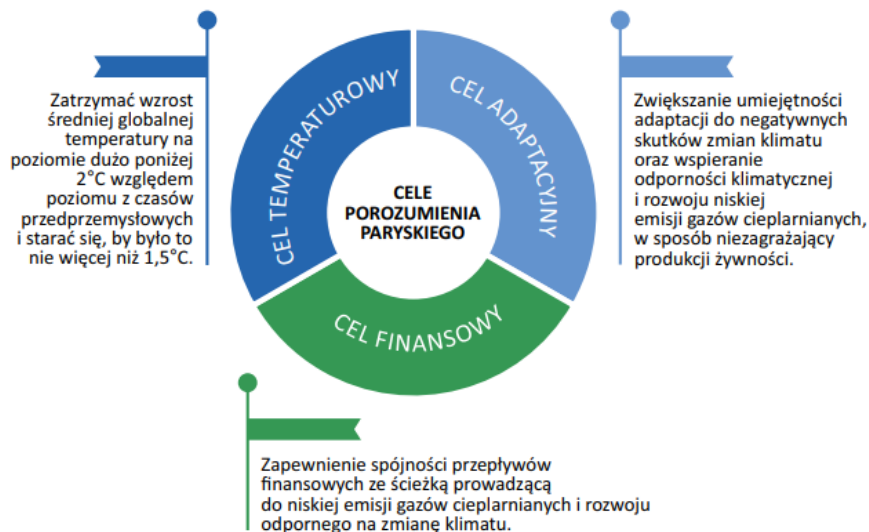 Zatrzymać wzrost
średniej globalnej
temperatury na
poziomie dużo poniżej
2°C względem
poziomu z czasów
przedprzemysłowych
i starać się, by było to
nie więcej niż 1,5°C.
CEL TEMPERATUROWY
CEL ADAPTACYJNY
CELE
POROZUMIENIA
PARYSKIEGO
CEL FINANSOWY
Zwiększanie umiejętności
adaptacji do negatywnych
skutków zmian klimatu
oraz wspieranie
odporności klimatycznej
i rozwoju niskiej
emisji gazów cieplarnianych,
w sposób niezagrażający
produkcji żywności.
Zapewnienie spójności przepływów
finansowych ze ścieżką prowadzącą
do niskiej emisji gazów cieplarnianych i rozwoju
odpornego na zmianę klimatu.